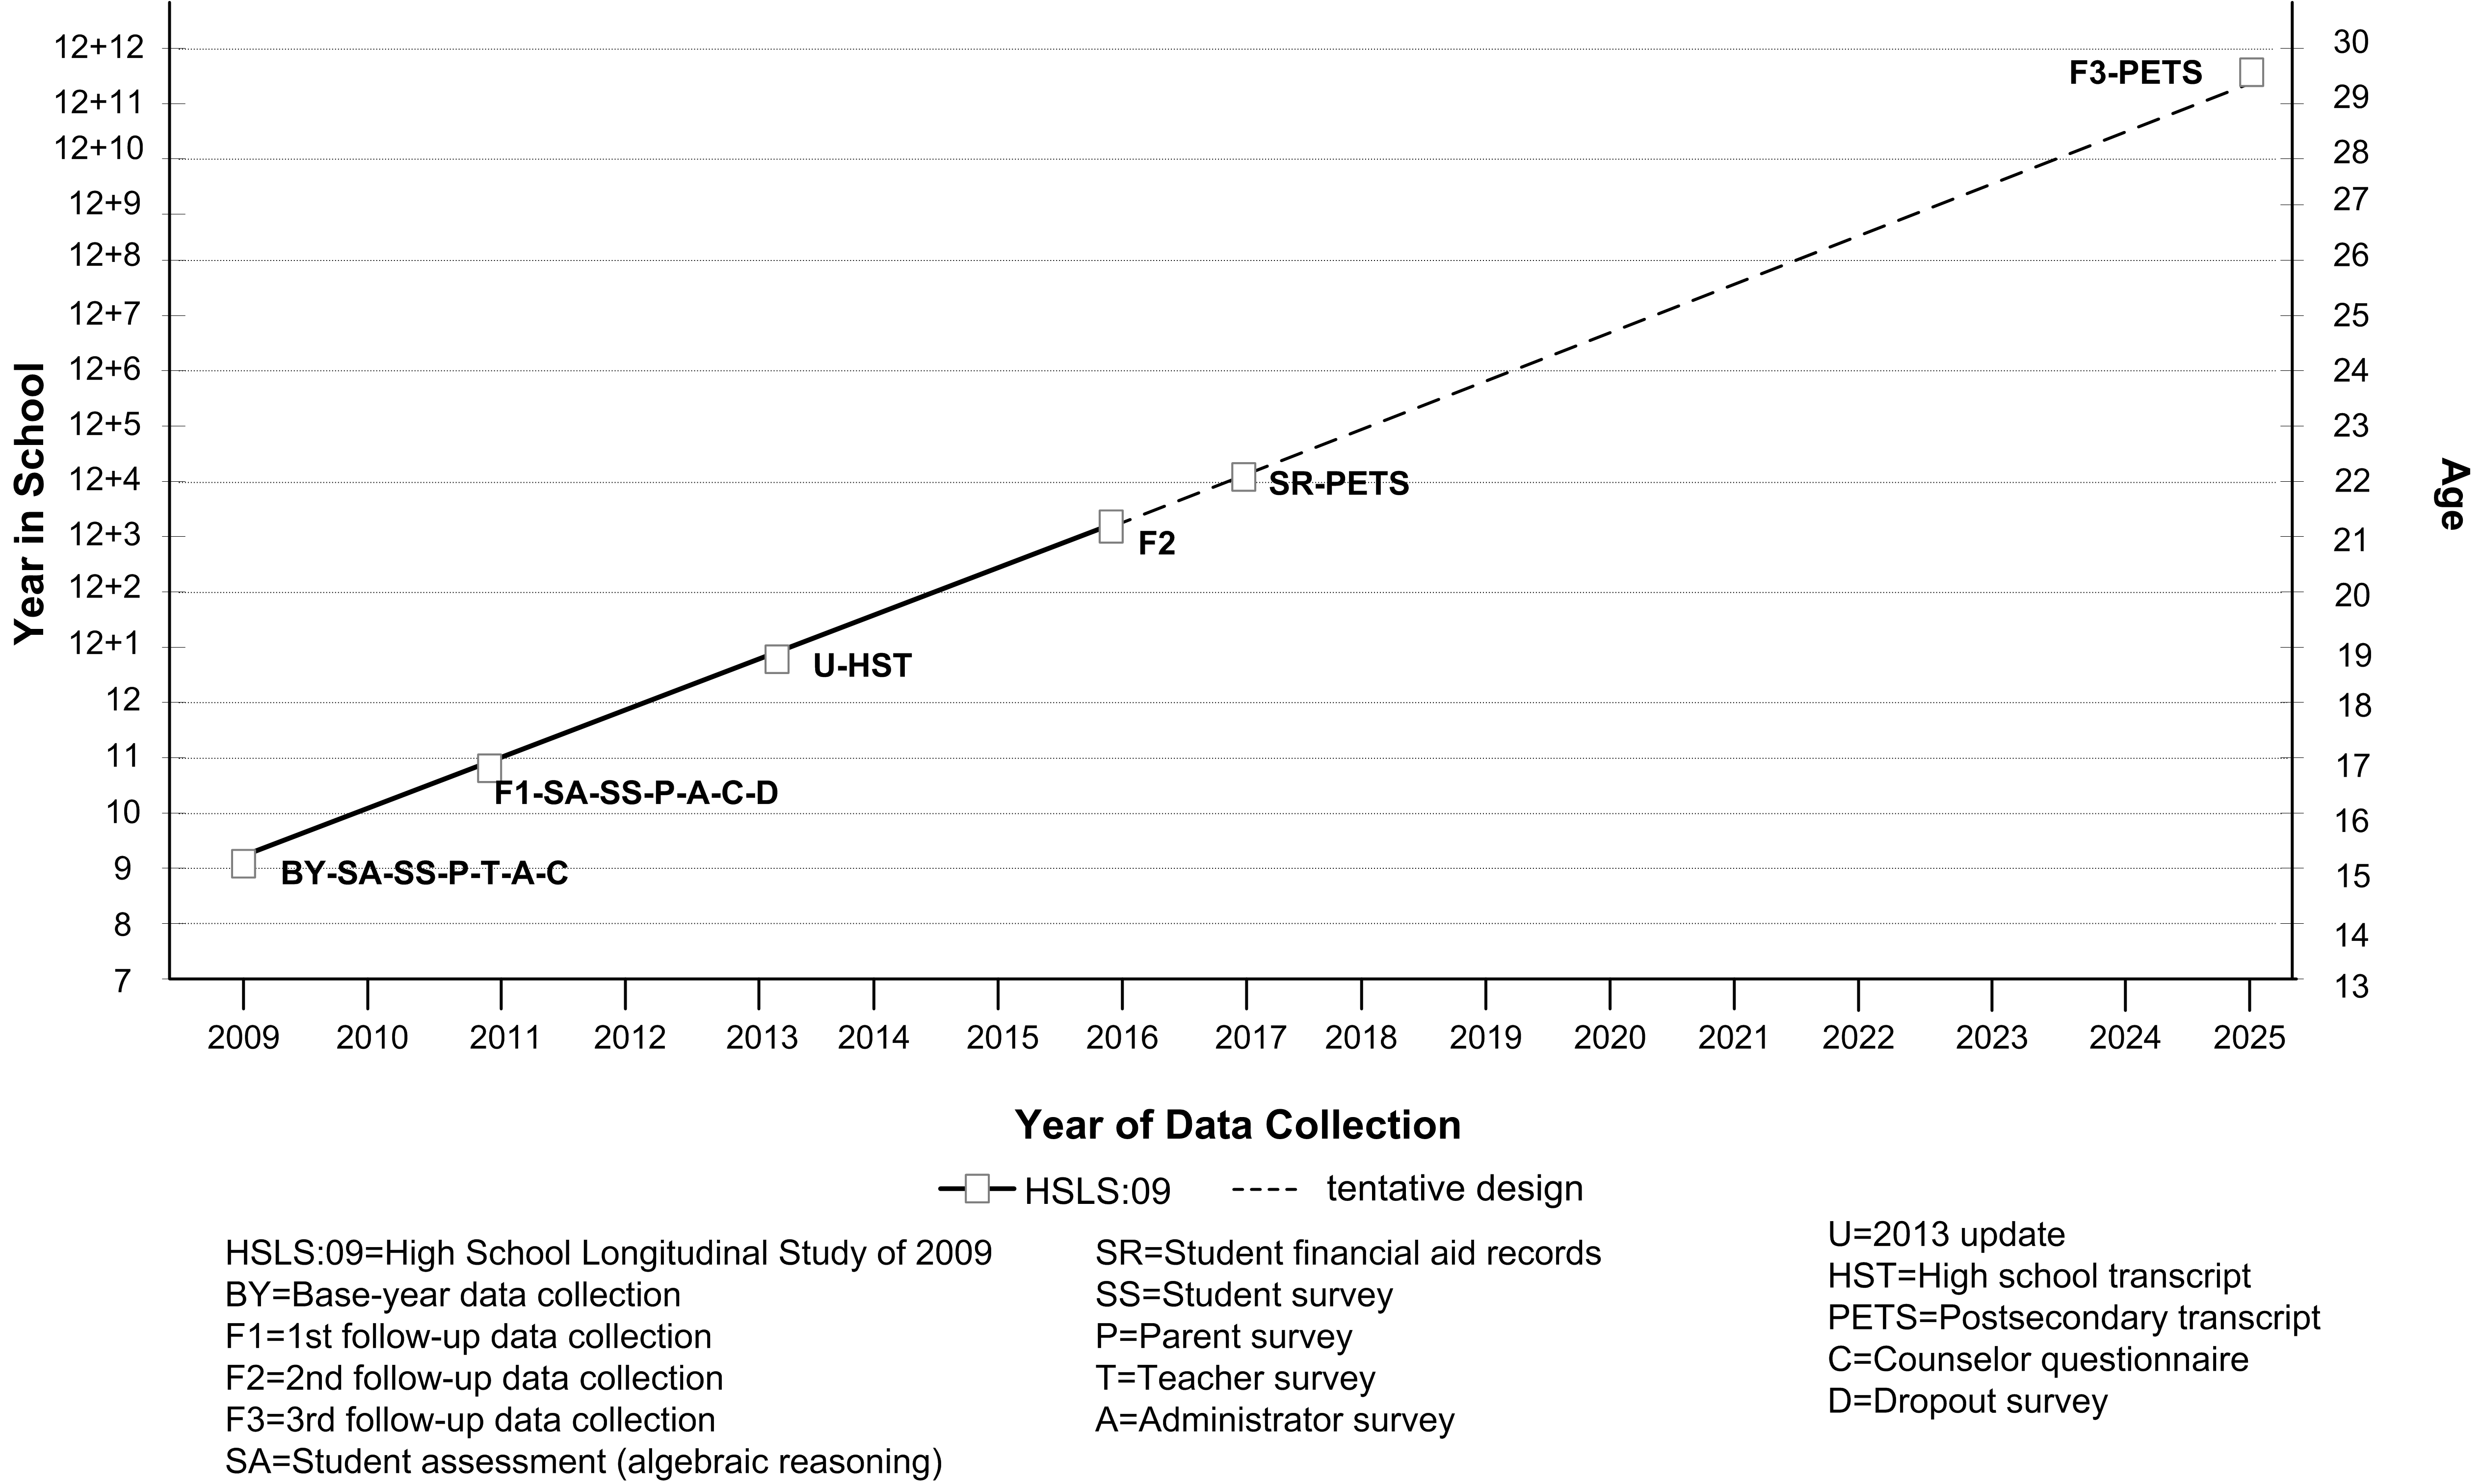 12+12
12+11
12+10
12+9
12+8
12+7
12+6
12+5
12+4
12+3
12+2
12+1
12
11
10
9
8
7
Year in School
30
29
28
27
26
25
24
23
22
21
20
19
18
17
16
15
14
13
Age
F3-PETS
SR-PETS
F2
U-HST
F1-SA-SS-P-A-C-D
BY-SA-SS-P-T-A-C
2009 2010 2011 2012 2013 2014 2015 2016 2017 2018 2019 2020 2021 2022 2023 2024 2025
Year of Data Collection
HSLS:09 tentative design
HSLS:09=High School Longitudinal Study of 2009
BY=Base-year data collection
F1=1st follow-up data collection
F2=2nd follow-up data collection
F3=3rd follow-up data collection
SA=Student assessment (algebraic reasoning)
SR=Student financial aid records
SS=Student survey
P=Parent survey
T=Teacher survey
A=Administrator survey
U=2013 update
HST=High school transcript
PETS=Postsecondary transcript
C=Counselor questionnaire
D=Dropout survey